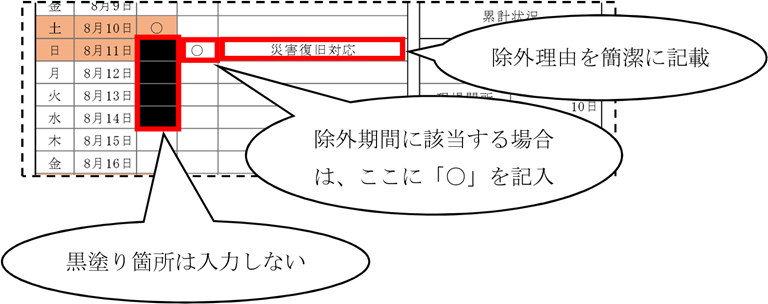 金 8月9日
累計状況
土 8月10日 ○
日 8月11日 ○ 災害復旧対応
月 8月12日
火 8月13日
10日
水 8月14日
木 8月15日
金 8月16日
除外理由を簡潔に記載
除外期間に該当する場合
は、ここに「○」を記入
黒塗り箇所は入力しない